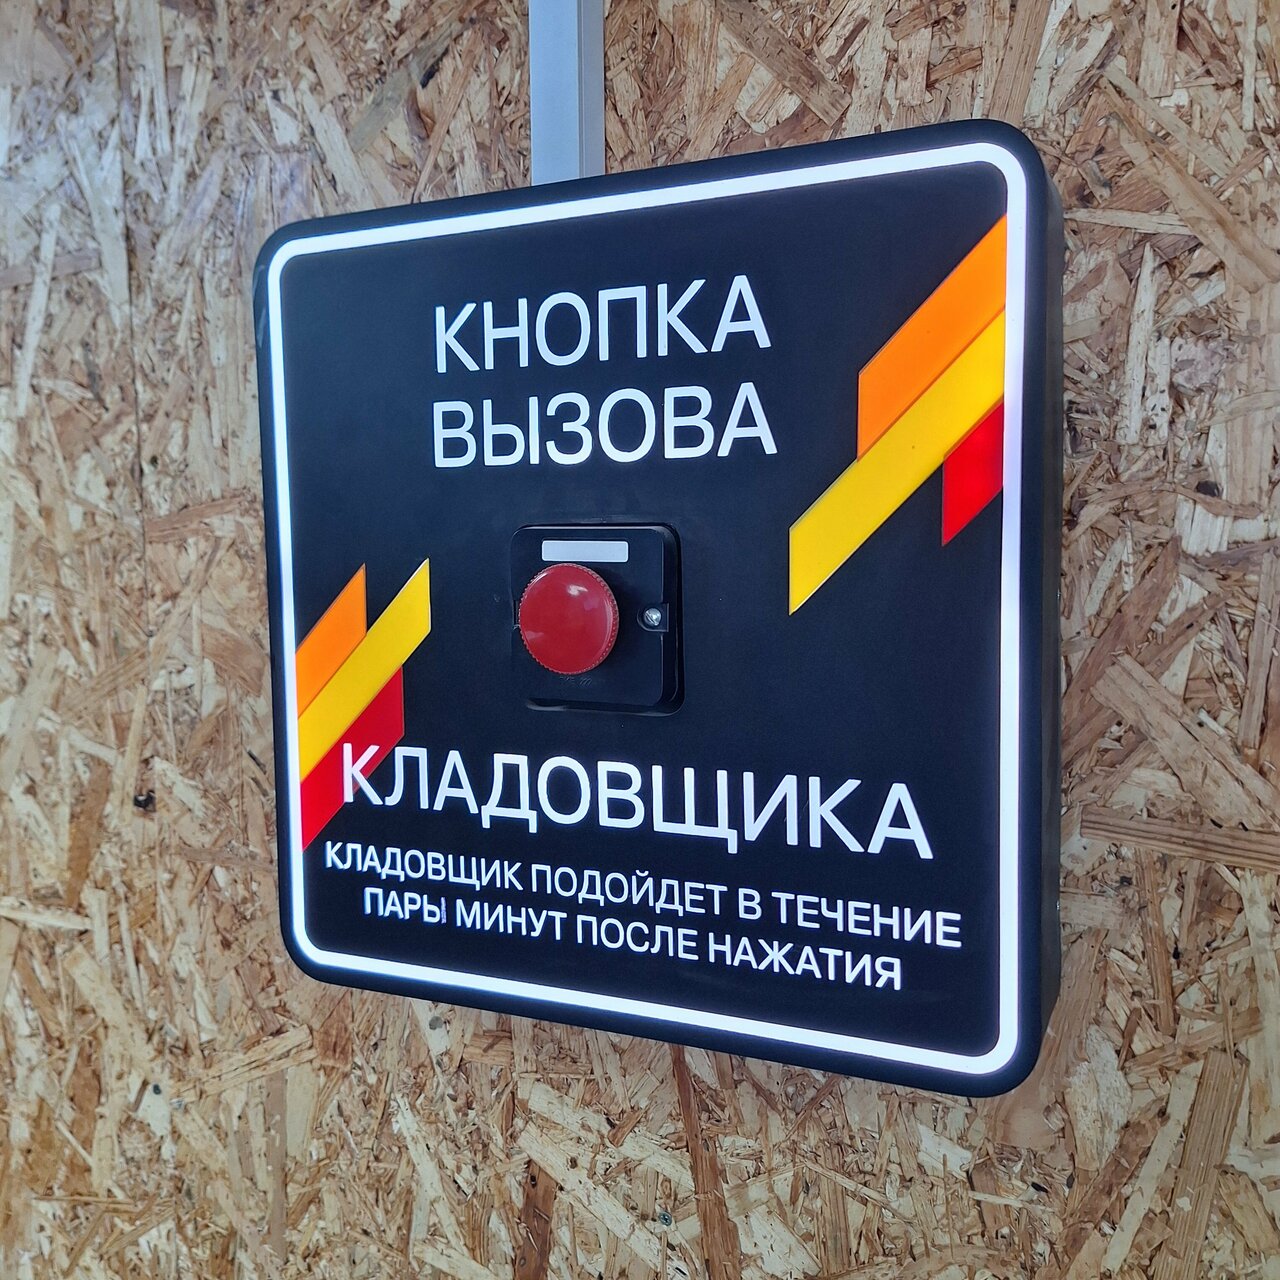 КНОПКА
ВЫЗОВА
КЛАДОВЩИКА
КЛАДОВЩИК ПОДОЙДЕТ В ТЕЧЕНИЕ
ПАРЫ МИНУТ ПОСЛЕ НАЖАТИЯ